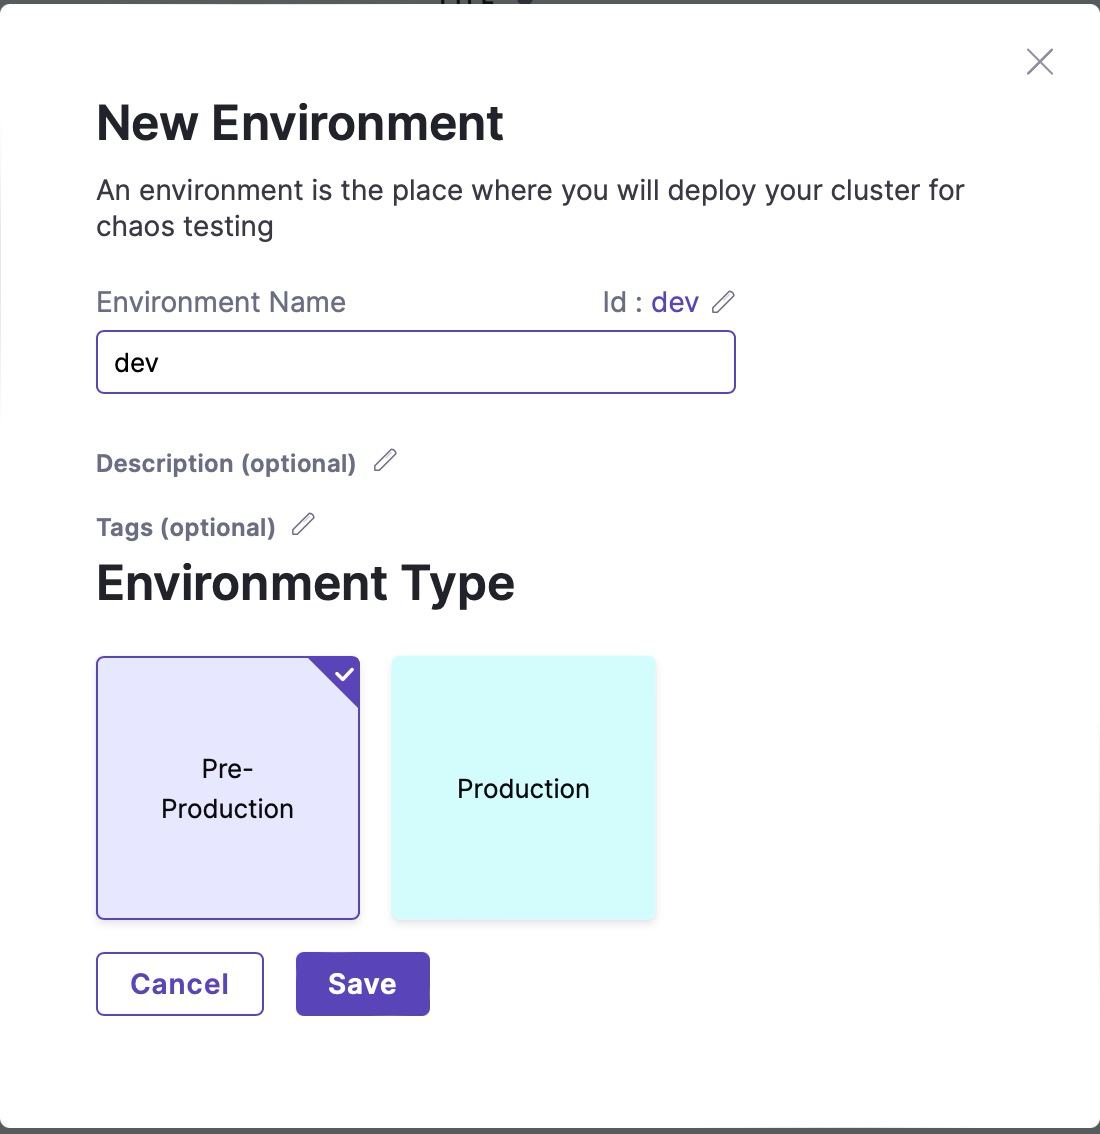 New Environment
An environment is the place where you will deploy your cluster for
chaos testing
Environment Name
Id : dev
dev
Description (optional)
Tags (optional)
Environment Type
Pre-
Production
Production
Cancel
Save